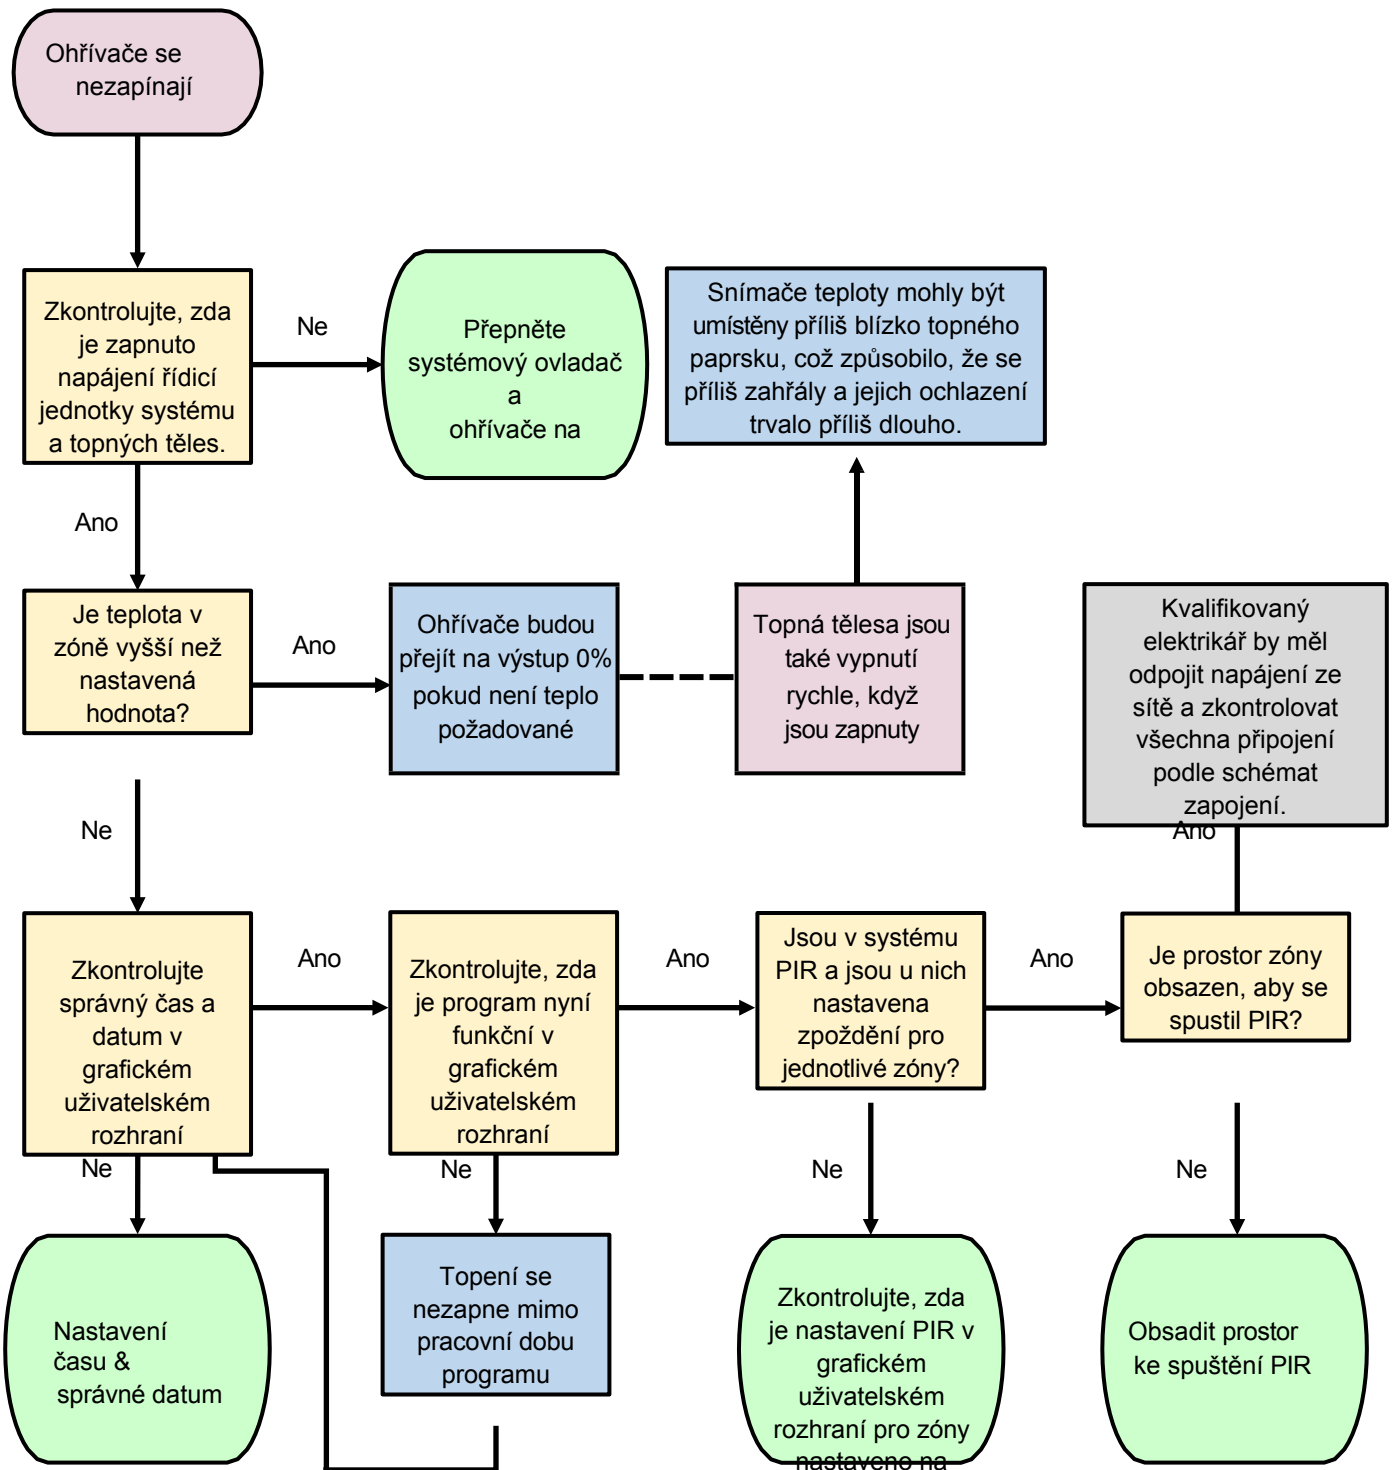 Ohřívače se
nezapínají
Zkontrolujte, zda
je zapnuto
napájení řídicí
jednotky systému
a topných těles.
Ne
Přepněte
systémový ovladač
a
ohřívače na
Snímače teploty mohly být
umístěny příliš blízko topného
paprsku, což způsobilo, že se
příliš zahřály a jejich ochlazení
trvalo příliš dlouho.
Ano
Je teplota v
zóně vyšší než
nastavená
hodnota?
Ano
Ohřívače budou
přejít na výstup 0%
pokud není teplo
požadované
Topná tělesa jsou
také vypnutí
rychle, když
jsou zapnuty
Kvalifikovaný
elektrikář by měl
odpojit napájení ze
sítě a zkontrolovat
všechna připojení
podle schémat
zapojení.
Ne
Ano
Zkontrolujte
správný čas a
datum v
grafickém
uživatelském
rozhraní
Ano
Zkontrolujte, zda
je program nyní
funkční v
grafickém
uživatelském
rozhraní
Ano
Jsou v systému
PIR a jsou u nich
nastavena
zpoždění pro
jednotlivé zóny?
Ano
Je prostor zóny
obsazen, aby se
spustil PIR?
Ne
Ne
Ne
Ne
Nastavení
času &
správné datum
Topení se
nezapne mimo
pracovní dobu
programu
Zkontrolujte, zda
je nastavení PIR v
grafickém
uživatelském
rozhraní pro zóny
nastaveno na
Obsadit prostor
ke spuštění PIR